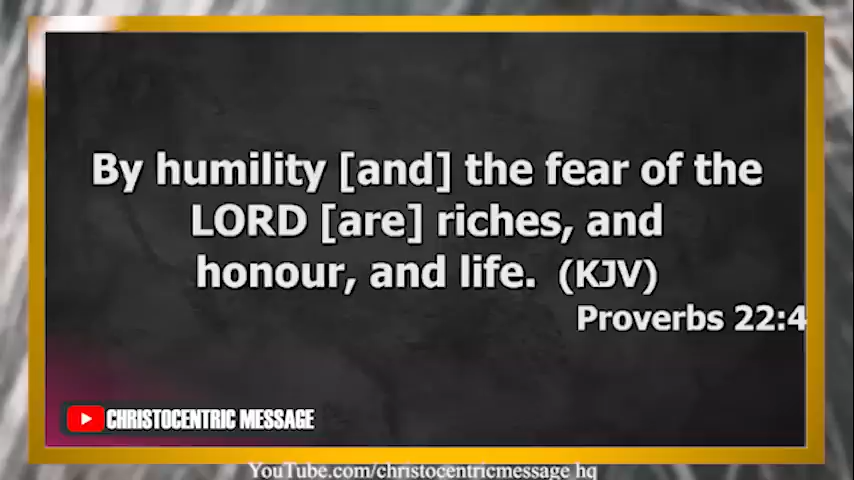 By humility [and] the fear of the
LORD [are] riches, and
honour, and life. (KJV)
Proverbs 22:4
CHRISTOCENTRIC MESSAGE
YouTube.com/christocentricmessage hq